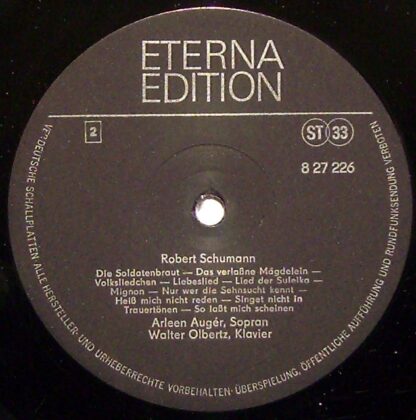 ETERNA
EDITION
2
ST 33
8 27 226
Robert Schumann
Die Soldatenbraut — Das verlaßne Mägdelein —
Volksliedchen — Liebeslied — Lied der Suleika —
Mignon — Nur wer die Sehnsucht kennt —
Heiß mich nicht reden — Singet nicht in
Trauertönen — So laßt mich scheinen
Arleen Augér, Sopran
Walter Olbertz, Klavier
VEB DEUTSCHE SCHALLPLATTEN · ALLE HERSTELLER- UND URHEBERRECHTE VORBEHALTEN · ÜBERSPIELUNG, ÖFFENTLICHE AUFFÜHRUNG UND RUNDFUNKSENDUNG VERBOTEN